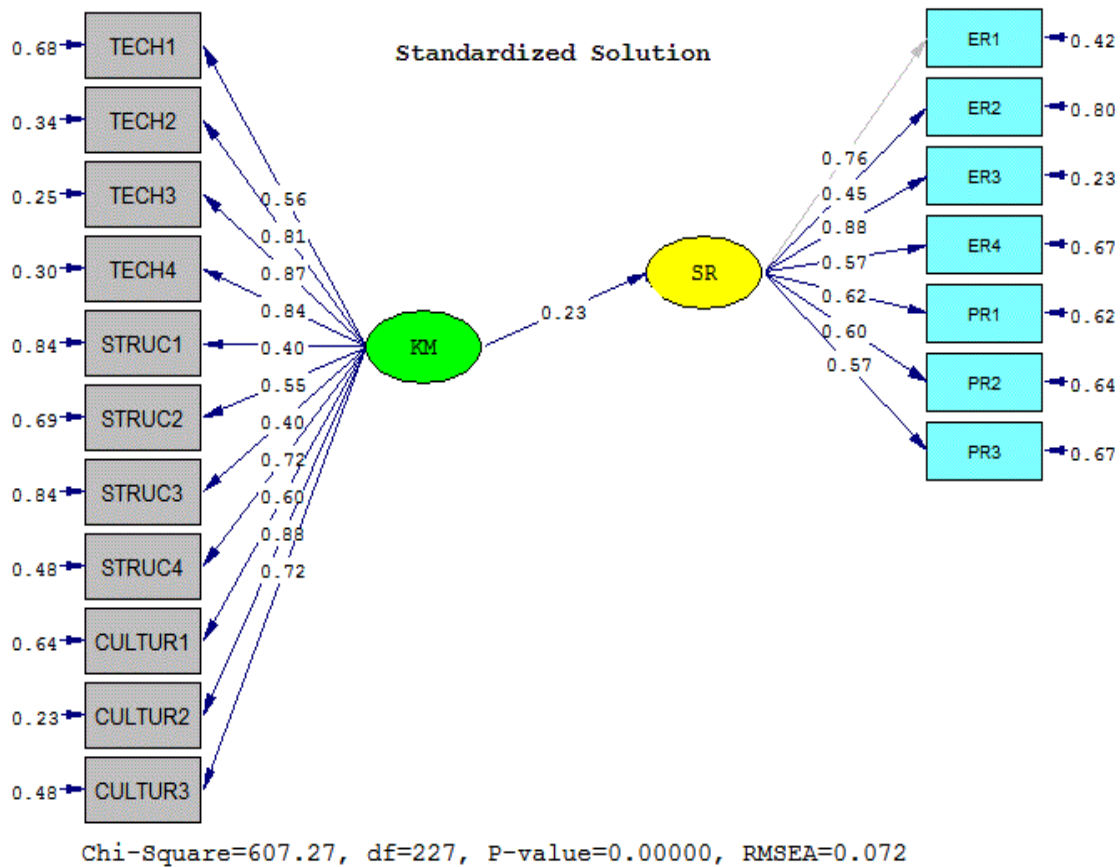 Standardized Solution
0.68 TECH1
0.34 TECH2
0.25 TECH3
0.30 TECH4
0.84 STRUC1
0.69 STRUC2
0.84 STRUC3
0.48 STRUC4
0.64 CULTUR1
0.23 CULTUR2
0.48 CULTUR3
0.56
0.81
0.87
0.84
0.40
0.55
0.40
0.72
0.60
0.88
0.72
KM
0.23
SR
0.76
0.45
0.88
0.57
0.62
0.60
0.57
ER1 0.42
ER2 0.80
ER3 0.23
ER4 0.67
PR1 0.62
PR2 0.64
PR3 0.67
Chi-Square=607.27, df=227, P-value=0.00000, RMSEA=0.072